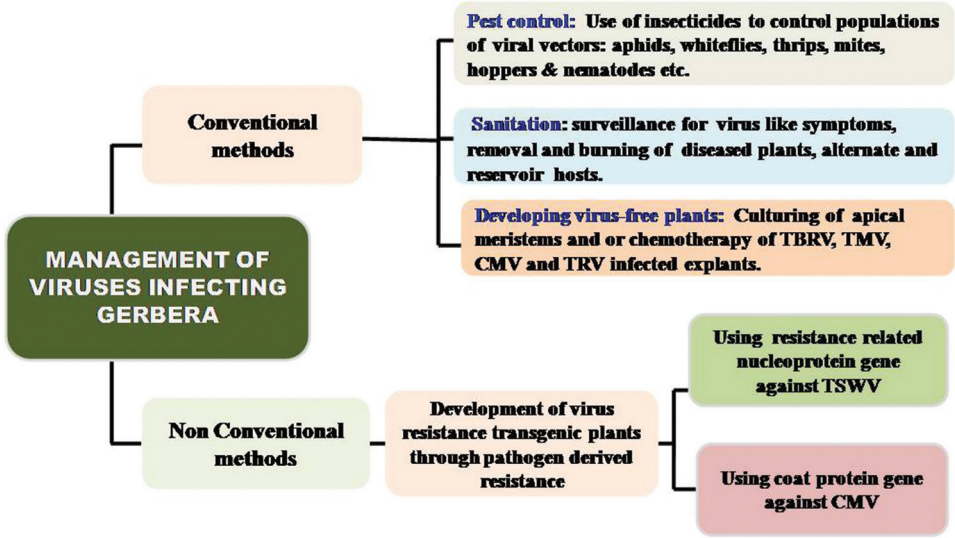 Pest control: Use of insecticides to control populations
of viral vectors: aphids, whiteflies, thrips, mites,
hoppers & nematodes etc.
Conventional
methods
Sanitation: surveillance for virus like symptoms,
removal and burning of diseased plants, alternate and
reservoir hosts.
Developing virus-free plants: Culturing of apical
meristems and or chemotherapy of TBRV, TMV,
CMV and TRV infected explants.
MANAGEMENT OF
VIRUSES INFECTING
GERBERA
Non Conventional
methods
Development of virus
resistance transgenic plants
through pathogen derived
resistance
Using resistance related
nucleoprotein gene
against TSWV
Using coat protein gene
against CMV